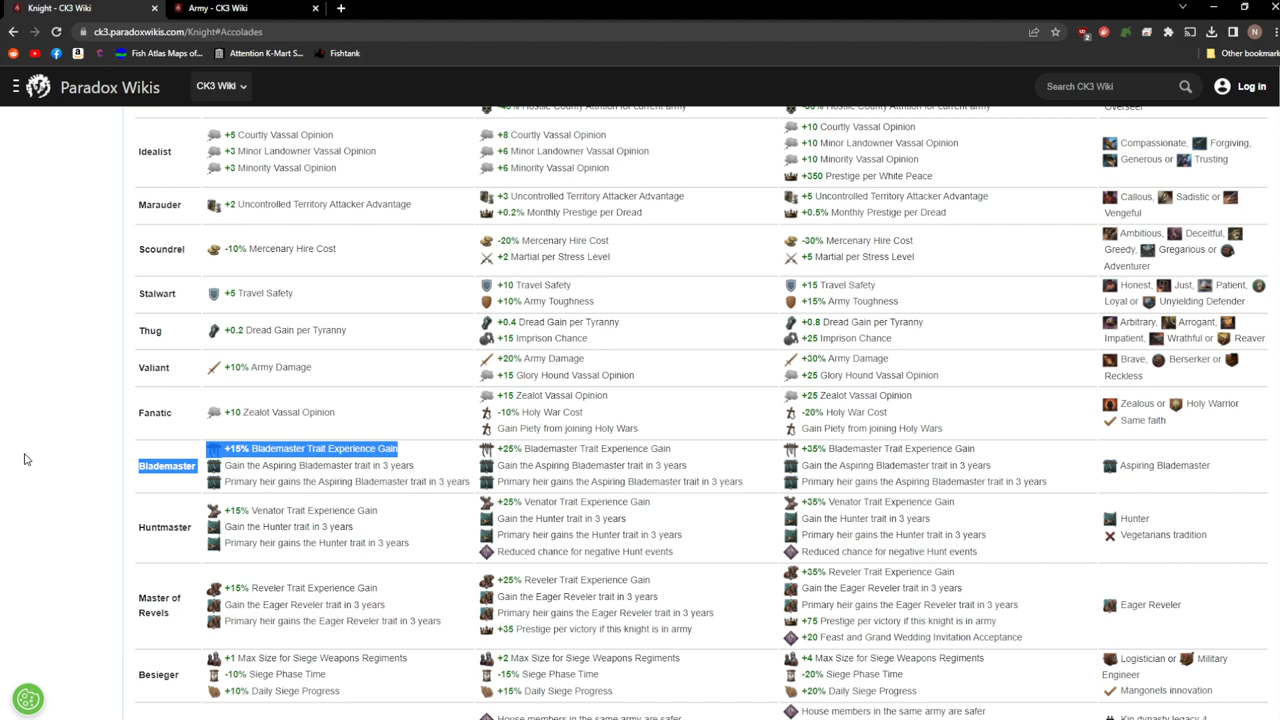 Knight - CK3 Wiki
Army - CK3 Wiki
ck3.paradoxwikis.com/Knight#Accolades
N
2
Fish Atlas Maps of...
Attention K-Mart S...
Fishtank
Other bookmark
Paradox Wikis
CK3 Wiki
Search CK3 Wiki
Log in
-40% Hostile County Attrition for current army
Overseer
Idealist
+5 Courtly Vassal Opinion
+3 Minor Landowner Vassal Opinion
+3 Minority Vassal Opinion
+8 Courtly Vassal Opinion
+6 Minor Landowner Vassal Opinion
+6 Minority Vassal Opinion
+10 Courtly Vassal Opinion
+10 Minor Landowner Vassal Opinion
+10 Minority Vassal Opinion
+350 Prestige per White Peace
Compassionate, Forgiving,
Generous or Trusting
Marauder
+2 Uncontrolled Territory Attacker Advantage
+3 Uncontrolled Territory Attacker Advantage
+0.2% Monthly Prestige per Dread
+5 Uncontrolled Territory Attacker Advantage
+0.5% Monthly Prestige per Dread
Callous, Sadistic or
Vengeful
Scoundrel
-10% Mercenary Hire Cost
-20% Mercenary Hire Cost
+2 Martial per Stress Level
-30% Mercenary Hire Cost
+5 Martial per Stress Level
Ambitious, Deceitful,
Greedy, Gregarious or
Adventurer
Stalwart
+5 Travel Safety
+10 Travel Safety
+10% Army Toughness
+15 Travel Safety
+15% Army Toughness
Honest, Just, Patient,
Loyal or Unyielding Defender
Thug
+0.2 Dread Gain per Tyranny
+0.4 Dread Gain per Tyranny
+15 Imprison Chance
+0.8 Dread Gain per Tyranny
+25 Imprison Chance
Arbitrary, Arrogant,
Impatient, Wrathful or Reaver
Valiant
+10% Army Damage
+20% Army Damage
+15 Glory Hound Vassal Opinion
+30% Army Damage
+25 Glory Hound Vassal Opinion
Brave, Berserker or
Reckless
Fanatic
+10 Zealot Vassal Opinion
+15 Zealot Vassal Opinion
-10% Holy War Cost
Gain Piety from joining Holy Wars
+25 Zealot Vassal Opinion
-20% Holy War Cost
Gain Piety from joining Holy Wars
Zealous or Holy Warrior
Same faith
Blademaster
+15% Blademaster Trait Experience Gain
Gain the Aspiring Blademaster trait in 3 years
Primary heir gains the Aspiring Blademaster trait in 3 years
+25% Blademaster Trait Experience Gain
Gain the Aspiring Blademaster trait in 3 years
Primary heir gains the Aspiring Blademaster trait in 3 years
+35% Blademaster Trait Experience Gain
Gain the Aspiring Blademaster trait in 3 years
Primary heir gains the Aspiring Blademaster trait in 3 years
Aspiring Blademaster
Huntmaster
+15% Venator Trait Experience Gain
Gain the Hunter trait in 3 years
Primary heir gains the Hunter trait in 3 years
+25% Venator Trait Experience Gain
Gain the Hunter trait in 3 years
Primary heir gains the Hunter trait in 3 years
Reduced chance for negative Hunt events
+35% Venator Trait Experience Gain
Gain the Hunter trait in 3 years
Primary heir gains the Hunter trait in 3 years
Reduced chance for negative Hunt events
Hunter
Vegetarians tradition
Master of
Revels
+15% Reveler Trait Experience Gain
Gain the Eager Reveler trait in 3 years
Primary heir gains the Eager Reveler trait in 3 years
+25% Reveler Trait Experience Gain
Gain the Eager Reveler trait in 3 years
Primary heir gains the Eager Reveler trait in 3 years
+35 Prestige per victory if this knight is in army
+35% Reveler Trait Experience Gain
Gain the Eager Reveler trait in 3 years
Primary heir gains the Eager Reveler trait in 3 years
+75 Prestige per victory if this knight is in army
+20 Feast and Grand Wedding Invitation Acceptance
Eager Reveler
Besieger
+1 Max Size for Siege Weapons Regiments
-10% Siege Phase Time
+10% Daily Siege Progress
+2 Max Size for Siege Weapons Regiments
-15% Siege Phase Time
+15% Daily Siege Progress
+4 Max Size for Siege Weapons Regiments
-20% Siege Phase Time
+20% Daily Siege Progress
Logistician or Military
Engineer
Mangonels innovation
House members in the same army are safer
House members in the same army are safer
Kin dynasty legacy 4